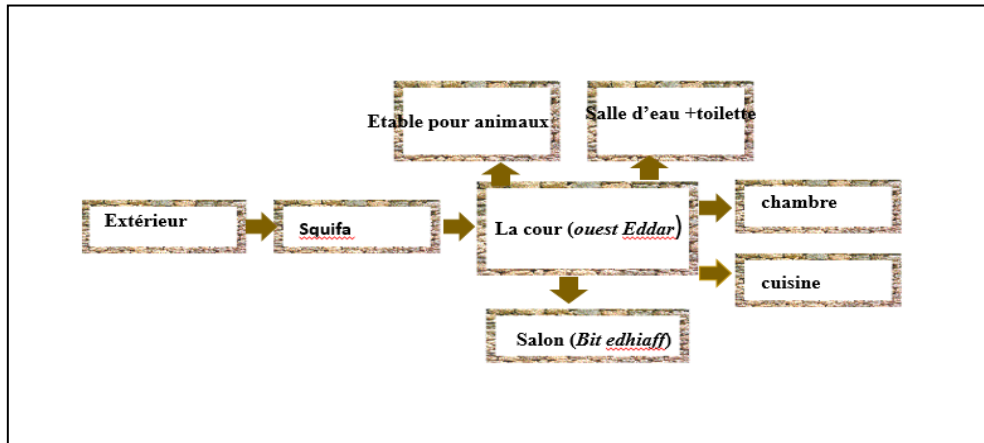 Etable pour animaux
Salle d'eau +toilette
Extérieur
Squifa
La cour (ouest Eddar)
chambre
cuisine
Salon (Bit edhiaff)